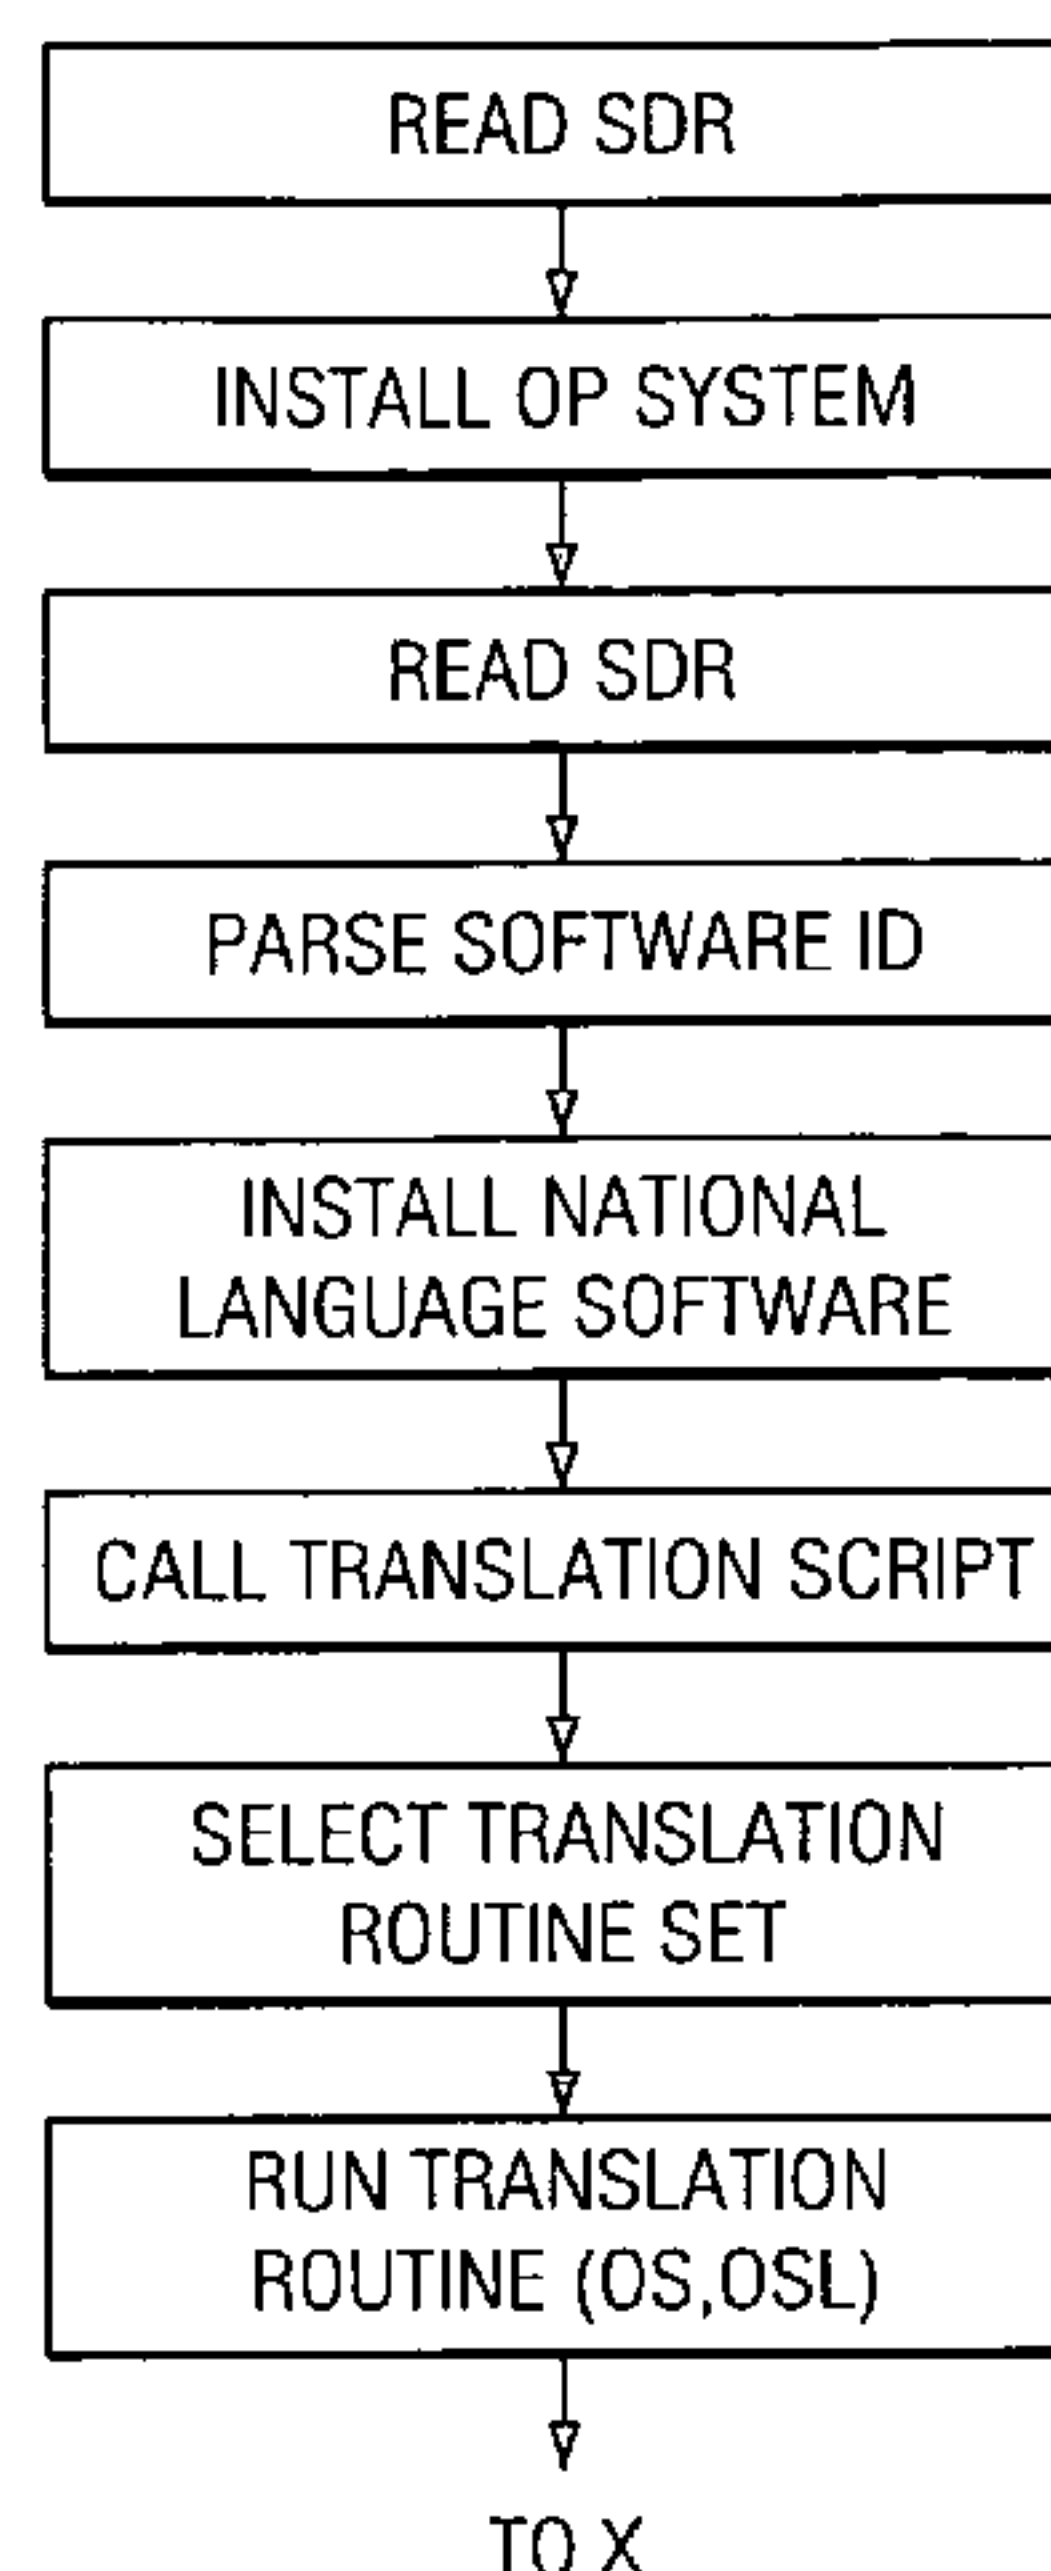 READ SDR
INSTALL OP SYSTEM
READ SDR
PARSE SOFTWARE ID
INSTALL NATIONAL
LANGUAGE SOFTWARE
CALL TRANSLATION SCRIPT
SELECT TRANSLATION
ROUTINE SET
RUN TRANSLATION
ROUTINE (OS,OSL)
TO X